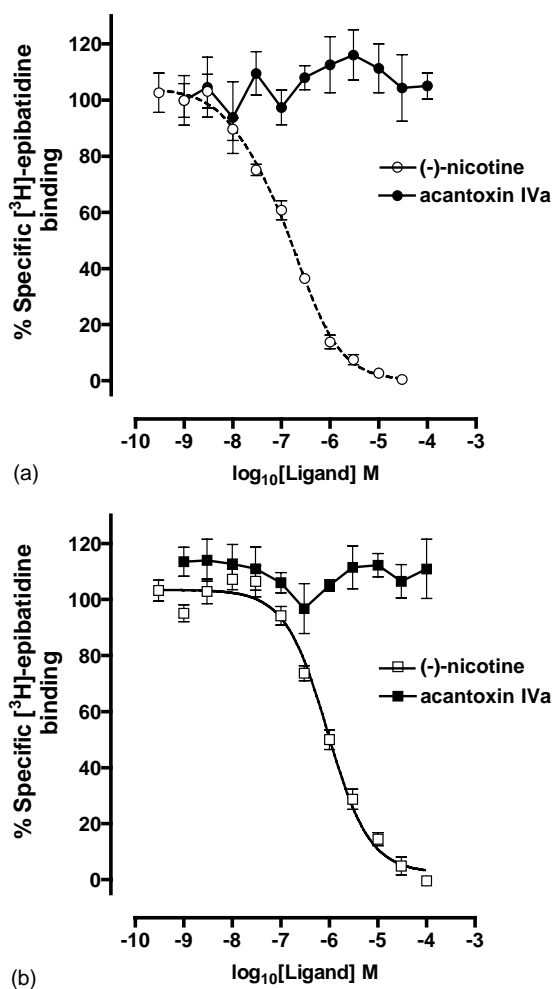 120
100
80
60
40
20
0
% Specific [³H]-epibatidine
binding
(-)-nicotine
acantoxin IVa
-10 -9 -8 -7 -6 -5 -4 -3
log₁₀[Ligand] M
(a)
120
100
80
60
40
20
0
% Specific [³H]-epibatidine
binding
(-)-nicotine
acantoxin IVa
-10 -9 -8 -7 -6 -5 -4 -3
log₁₀[Ligand] M
(b)